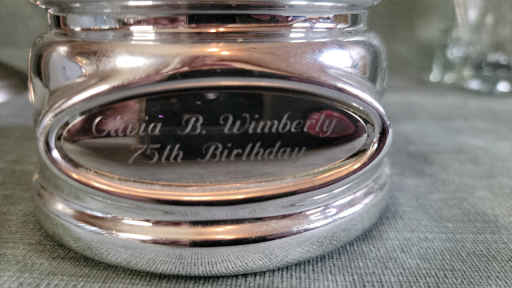 Olivia B. Wimberly
75th Birthday